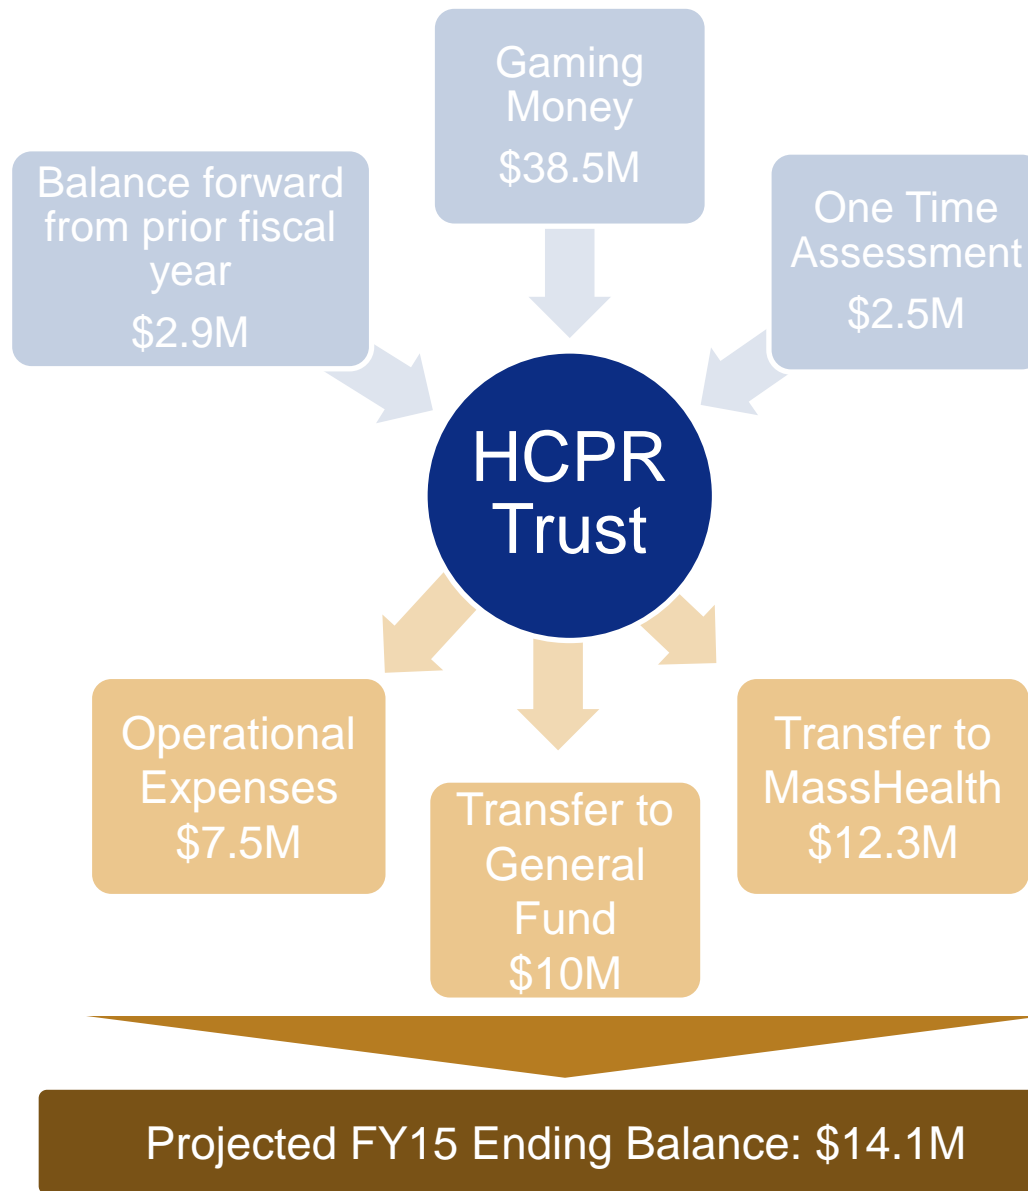 Gaming
Money
$38.5M
Balance forward
from prior fiscal
year
$2.9M
One Time
Assessment
$2.5M
HCPR
Trust
Operational
Expenses
$7.5M
Transfer to
General
Fund
$10M
Transfer to
MassHealth
$12.3M
Projected FY15 Ending Balance: $14.1M